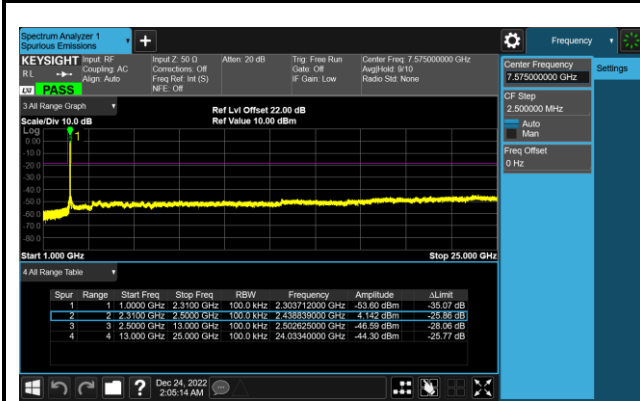 Spectrum Analyzer 1
Spurious Emissions
Frequency
KEYSIGHT
RL
PASS
Input: RF
Coupling: AC
Align: Auto
Input Z: 50 Ω
Corrections: Off
Freq Ref: Int (S)
NFE: Off
Atten: 20 dB
Trig: Free Run
Gate: Off
IF Gain: Low
Center Freq: 7.575000000 GHz
Avg|Hold: 9/10
Radio Std: None
Center Frequency
7.575000000 GHz
Settings
CF Step
2.500000 MHz
Auto
Man
Freq Offset
0 Hz
3 All Range Graph
Scale/Div 10.0 dB
Ref Lvl Offset 22.00 dB
Ref Value 10.00 dBm
Log
1
0.00
-10.0
-20.0
-30.0
-40.0
-50.0
-60.0
-70.0
-80.0
Start 1.000 GHz Stop 25.000 GHz
4 All Range Table
Spur Range Start Freq Stop Freq RBW Frequency Amplitude ΔLimit
1 1 1.0000 GHz 2.3100 GHz 100.0 kHz 2.303712000 GHz -53.60 dBm -35.07 dB
2 2 2.3100 GHz 2.5000 GHz 100.0 kHz 2.438839000 GHz 4.142 dBm -25.86 dB
3 3 2.5000 GHz 13.000 GHz 100.0 kHz 2.502625000 GHz -46.59 dBm -28.06 dB
4 4 13.000 GHz 25.000 GHz 100.0 kHz 24.03340000 GHz -44.30 dBm -25.77 dB
Dec 24, 2022
2:05:14 AM